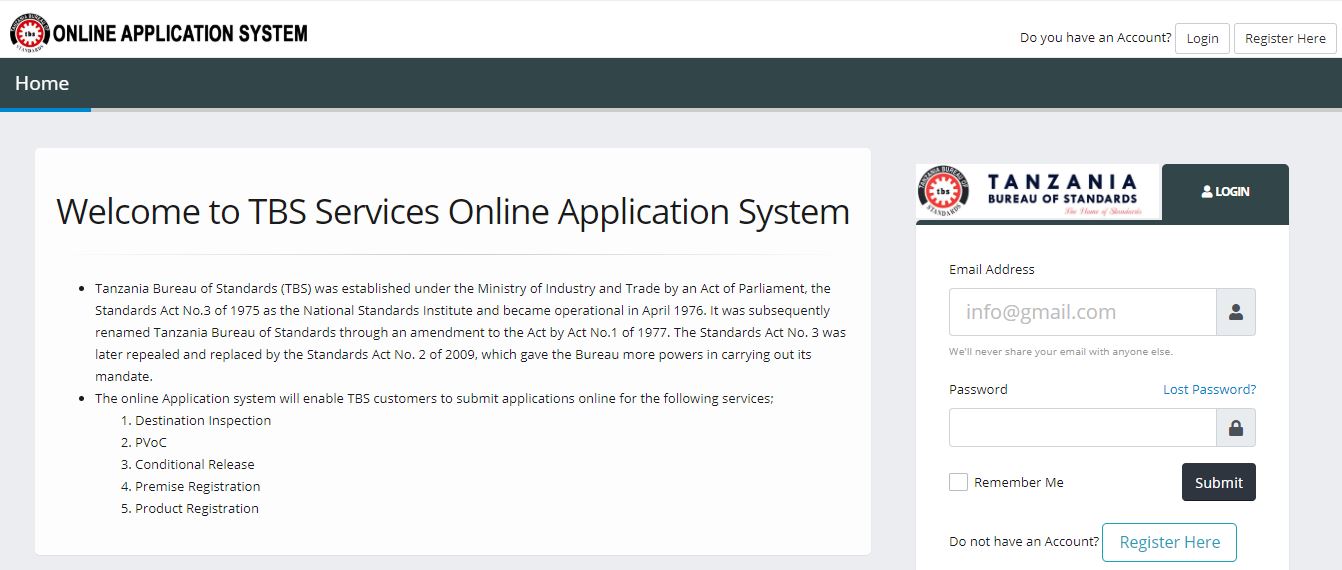 TANZANIA BUREAU OF
tbs
STANDARDS
ONLINE APPLICATION SYSTEM
Do you have an Account? Login Register Here
Home
Welcome to TBS Services Online Application System
Tanzania Bureau of Standards (TBS) was established under the Ministry of Industry and Trade by an Act of Parliament, the
Standards Act No.3 of 1975 as the National Standards Institute and became operational in April 1976. It was subsequently
renamed Tanzania Bureau of Standards through an amendment to the Act by Act No.1 of 1977. The Standards Act No. 3 was
later repealed and replaced by the Standards Act No. 2 of 2009, which gave the Bureau more powers in carrying out its
mandate.
The online Application system will enable TBS customers to submit applications online for the following services;
1. Destination Inspection
2. PVoC
3. Conditional Release
4. Premise Registration
5. Product Registration
TANZANIA BUREAU OF
tbs
STANDARDS
TANZANIA
BUREAU OF STANDARDS
The Home of Standards
LOGIN
Email Address
info@gmail.com
We'll never share your email with anyone else.
Password Lost Password?
Remember Me Submit
Do not have an Account? Register Here